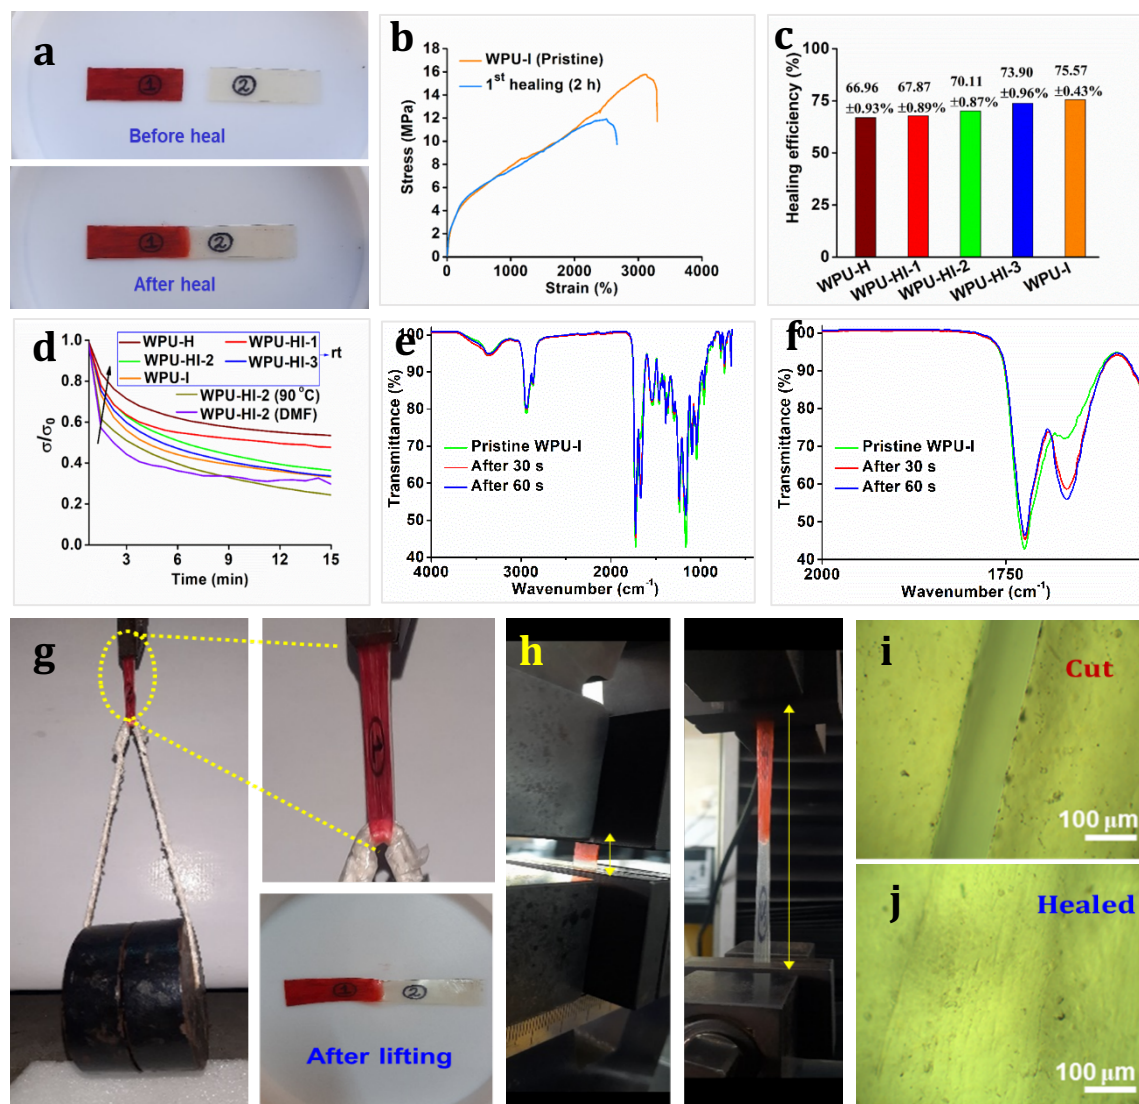 a
①
②
Before heal
①
②
After heal
b
WPU-I (Pristine)
1st healing (2 h)
Stress (MPa)
18
16
14
12
10
8
6
4
2
0
0
1000
2000
3000
4000
Strain (%)
c
Healing efficiency (%)
100
75
50
25
0
66.96
±0.93%
67.87
±0.89%
70.11
±0.87%
73.90
±0.96%
75.57
±0.43%
WPU-H
WPU-HI-1
WPU-HI-2
WPU-HI-3
WPU-I
d
WPU-H
WPU-HI-1
WPU-HI-2
WPU-HI-3
rt
WPU-I
WPU-HI-2 (90 °C)
WPU-HI-2 (DMF)
σ/σ0
1.0
0.8
0.6
0.4
0.2
0.0
3
6
9
12
15
Time (min)
e
Transmittance (%)
100
90
80
70
60
50
40
Pristine WPU-I
After 30 s
After 60 s
4000
3000
2000
1000
Wavenumber (cm-1)
f
Transmittance (%)
100
90
80
70
60
50
40
Pristine WPU-I
After 30 s
After 60 s
2000
1750
Wavenumber (cm-1)
g
①
②
After lifting
h
i
Cut
100 μm
j
Healed
100 μm